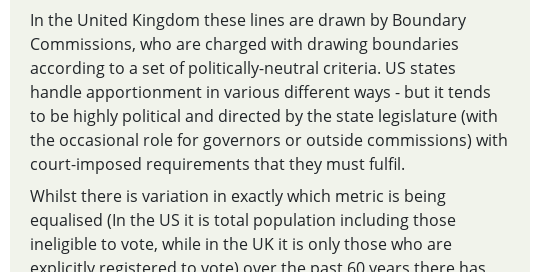 In the United Kingdom these lines are drawn by Boundary
Commissions, who are charged with drawing boundaries
according to a set of politically-neutral criteria. US states
handle apportionment in various different ways - but it tends
to be highly political and directed by the state legislature (with
the occasional role for governors or outside commissions) with
court-imposed requirements that they must fulfil.
Whilst there is variation in exactly which metric is being
equalised (In the US it is total population including those
ineligible to vote, while in the UK it is only those who are
explicitly registered to vote) over the past 60 years there has